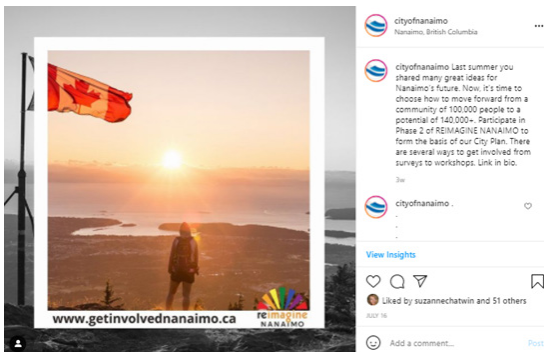 cityofnanaimo
Nanaimo, British Columbia
...
cityofnanaimo Last summer you
shared many great ideas for
Nanaimo's future. Now, it's time to
choose how to move forward from a
community of 100,000 people to a
potential of 140,000+. Participate in
Phase 2 of REIMAGINE NANAIMO to
form the basis of our City Plan. There
are several ways to get involved from
surveys to workshops. Link in bio.
3w
cityofnanaimo .
.
.
.
View Insights
Liked by suzannechatwin and 51 others
JULY 16
Add a comment...
Post
www.getinvolvednanaimo.ca
reimagine
NANAIMO